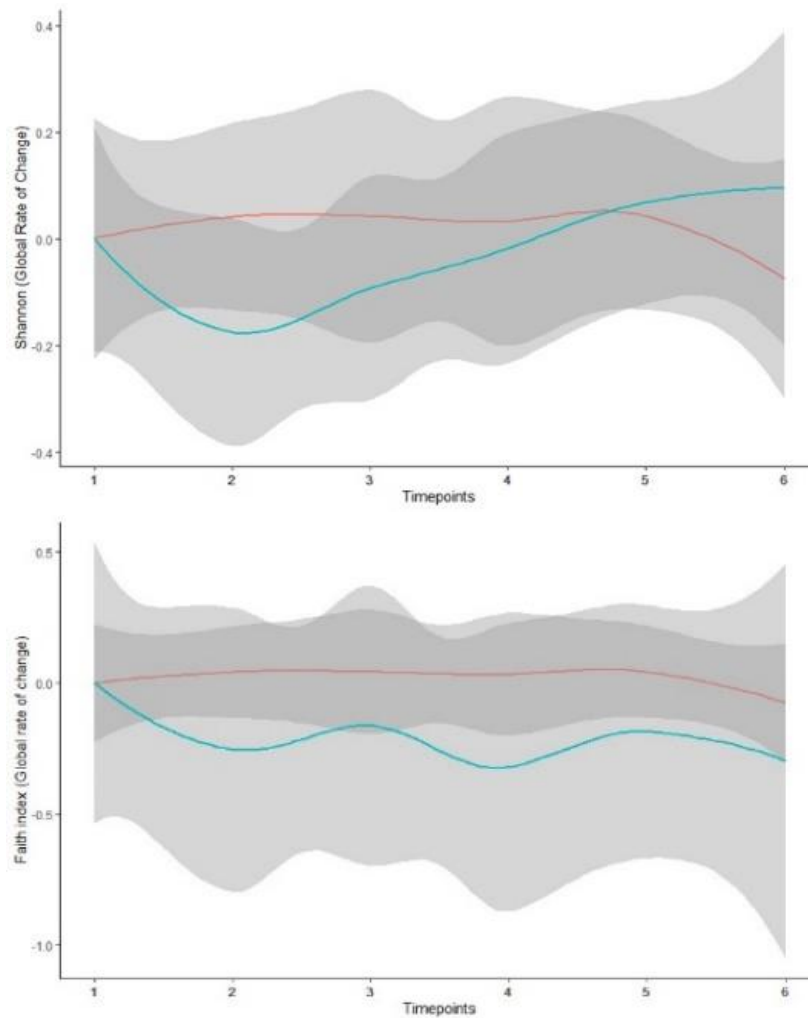 Shannon (Global Rate of Change)
0.4
0.2
0.0
-0.2
-0.4
1 2 3 4 5 6
Timepoints
Faith index (Global rate of change)
0.5
0.0
-0.5
-1.0
1 2 3 4 5 6
Timepoints